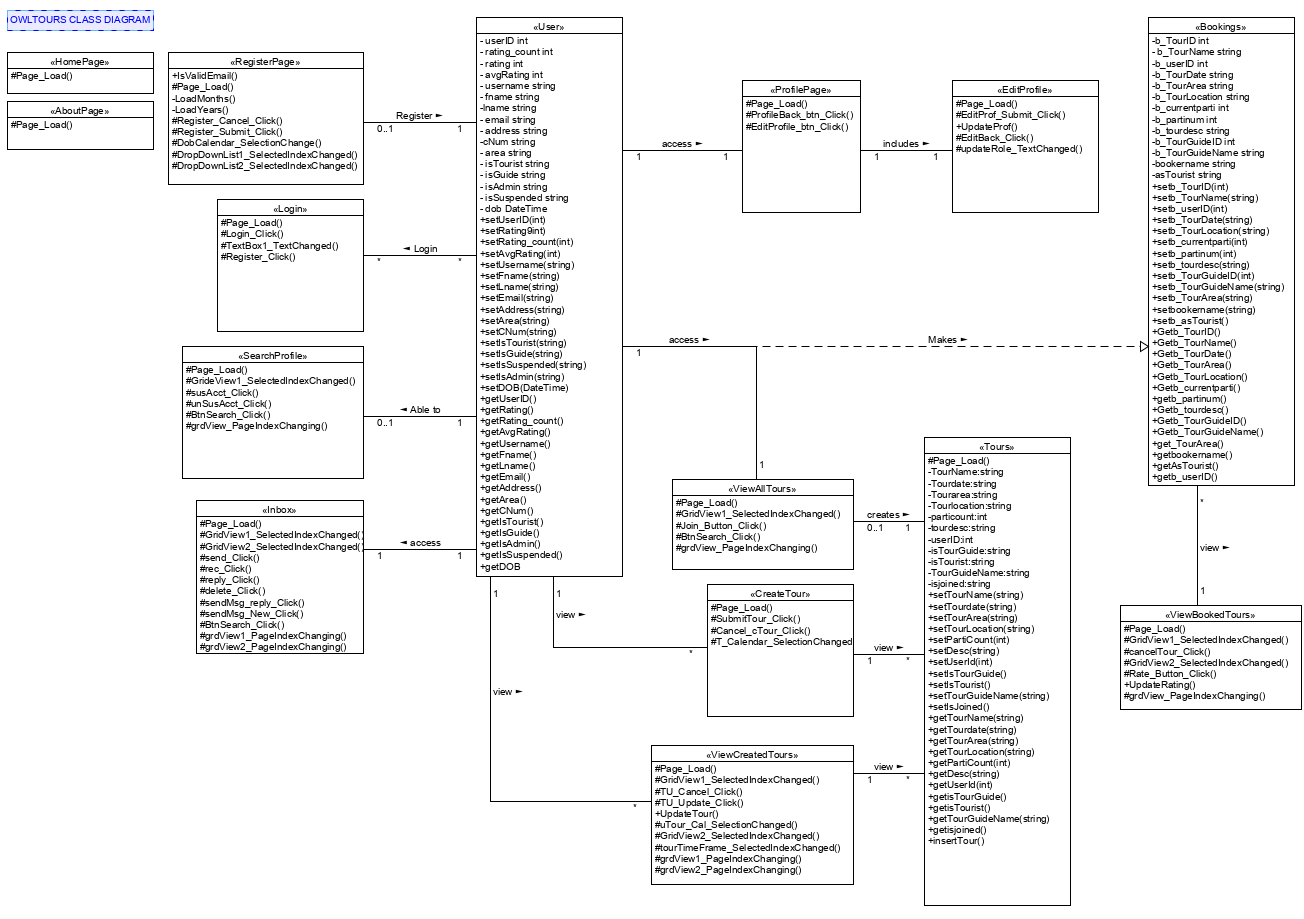 OWLTOURS CLASS DIAGRAM
«HomePage»
#Page_Load()
«AboutPage»
#Page_Load()
«RegisterPage»
+IsValidEmail()
#Page_Load()
-LoadMonths()
-LoadYears()
#Register_Cancel_Click()
#Register_Submit_Click()
#DobCalendar_SelectionChange()
#DropDownList1_SelectedIndexChanged()
#DropDownList2_SelectedIndexChanged()
Register ►
0..1
1
«Login»
#Page_Load()
#Login_Click()
#TextBox1_TextChanged()
#Register_Click()
◄ Login
*
*
«SearchProfile»
#Page_Load()
#GrideView1_SelectedIndexChanged()
#susAcct_Click()
#unSusAcct_Click()
#BtnSearch_Click()
#grdView_PageIndexChanging()
◄ Able to
0..1
1
«Inbox»
#Page_Load()
#GridView1_SelectedIndexChanged()
#GridView2_SelectedIndexChanged()
#send_Click()
#rec_Click()
#reply_Click()
#delete_Click()
#sendMsg_reply_Click()
#sendMsg_New_Click()
#BtnSearch_Click()
#grdView1_PageIndexChanging()
#grdView2_PageIndexChanging()
◄ access
1
1
«User»
- userID int
- rating_count int
- rating int
- avgRating int
- username string
- fname string
-lname string
- email string
- address string
-cNum string
- area string
- isTourist string
- isGuide string
- isAdmin string
- isSuspended string
- dob DateTime
+setUserID(int)
+setRating9int)
+setRating_count(int)
+setAvgRating(int)
+setUsername(string)
+setFname(string)
+setLname(string)
+setEmail(string)
+setAddress(string)
+setArea(string)
+setCNum(string)
+setIsTourist(string)
+setIsGuide(string)
+setIsSuspended(string)
+setIsAdmin(string)
+setDOB(DateTime)
+getUserID()
+getRating()
+getRating_count()
+getAvgRating()
+getUsername()
+getFname()
+getLname()
+getEmail()
+getAddress()
+getArea()
+getCNum()
+getIsTourist()
+getIsGuide()
+getIsAdmin()
+getIsSuspended()
+getDOB
access ►
1
1
«ProfilePage»
#Page_Load()
#ProfileBack_btn_Click()
#EditProfile_btn_Click()
includes ►
1
1
«EditProfile»
#Page_Load()
#EditProf_Submit_Click()
+UpdateProf()
#EditBack_Click()
#updateRole_TextChanged()
access ►
1
1
Makes ►
«ViewAllTours»
#Page_Load()
#GridView1_SelectedIndexChanged()
#Join_Button_Click()
#BtnSearch_Click()
#grdView_PageIndexChanging()
creates ►
0..1
1
1
view ►
*
1
view ►
*
«CreateTour»
#Page_Load()
#SubmitTour_Click()
#Cancel_cTour_Click()
#T_Calendar_SelectionChanged
view ►
1
*
«ViewCreatedTours»
#Page_Load()
#GridView1_SelectedIndexChanged()
#TU_Cancel_Click()
#TU_Update_Click()
+UpdateTour()
#uTour_Cal_SelectionChanged()
#GridView2_SelectedIndexChanged()
#tourTimeFrame_SelectedIndexChanged()
#grdView1_PageIndexChanging()
#grdView2_PageIndexChanging()
view ►
1
*
«Tours»
#Page_Load()
-TourName:string
-Tourdate:string
-Tourarea:string
-Tourlocation:string
-particount:int
-tourdesc:string
-userID:int
-isTourGuide:string
-isTourist:string
-TourGuideName:string
-isjoined:string
+setTourName(string)
+setTourdate(string)
+setTourArea(string)
+setTourLocation(string)
+setPartiCount(int)
+setDesc(string)
+setUserId(int)
+setIsTourGuide()
+setIsTourist()
+setTourGuideName(string)
+setIsJoined()
+getTourName(string)
+getTourdate(string)
+getTourArea(string)
+getTourLocation(string)
+getPartiCount(int)
+getDesc(string)
+getUserId(int)
+getisTourGuide()
+getisTourist()
+getTourGuideName(string)
+getisjoined()
+insertTour()
«Bookings»
-b_TourID int
- b_TourName string
-b_userID int
-b_TourDate string
-b_TourArea string
-b_TourLocation string
-b_currentparti int
-b_partinum int
-b_tourdesc string
-b_TourGuideID int
-b_TourGuideName string
-bookername string
-asTourist string
+setb_TourID(int)
+setb_TourName(string)
+setb_userID(int)
+setb_TourDate(string)
+setb_TourLocation(string)
+setb_currentparti(int)
+setb_partinum(int)
+setb_tourdesc(string)
+setb_TourGuideID(int)
+setb_TourGuideName(string)
+setb_TourArea(string)
+setbookername(string)
+setb_asTourist()
+Getb_TourID()
+Getb_TourName()
+Getb_TourDate()
+Getb_TourArea()
+Getb_TourLocation()
+Getb_currentparti()
+getb_partinum()
+Getb_tourdesc()
+Getb_TourGuideID()
+Getb_TourGuideName()
+get_TourArea()
+getbookername()
+getAsTourist()
+getb_userID()
*
view ►
1
«ViewBookedTours»
#Page_Load()
#GridView1_SelectedIndexChanged()
#cancelTour_Click()
#GridView2_SelectedIndexChanged()
#Rate_Button_Click()
+UpdateRating()
#grdView_PageIndexChanging()